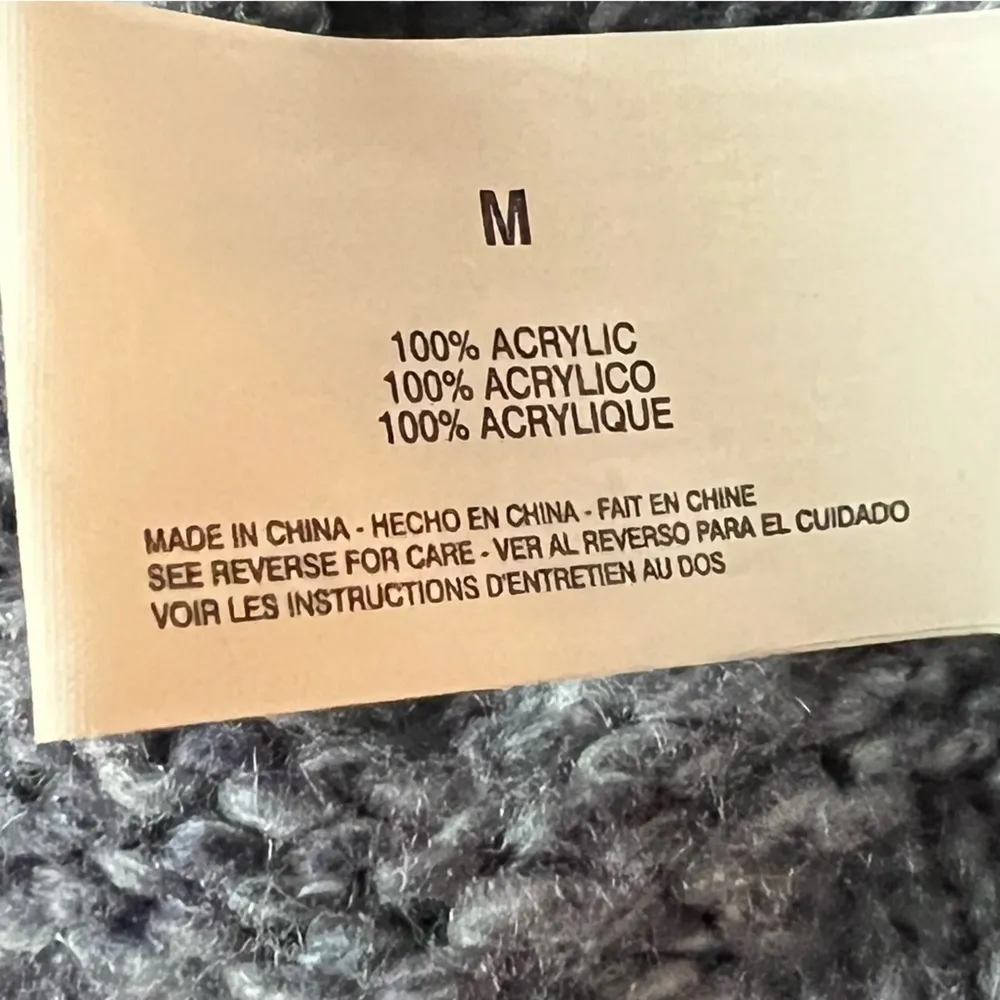 M
100% ACRYLIC
100% ACRYLICO
100% ACRYLIQUE
MADE IN CHINA - HECHO EN CHINA - FAIT EN CHINE
SEE REVERSE FOR CARE - VER AL REVERSO PARA EL CUIDADO
VOIR LES INSTRUCTIONS D'ENTRETIEN AU DOS